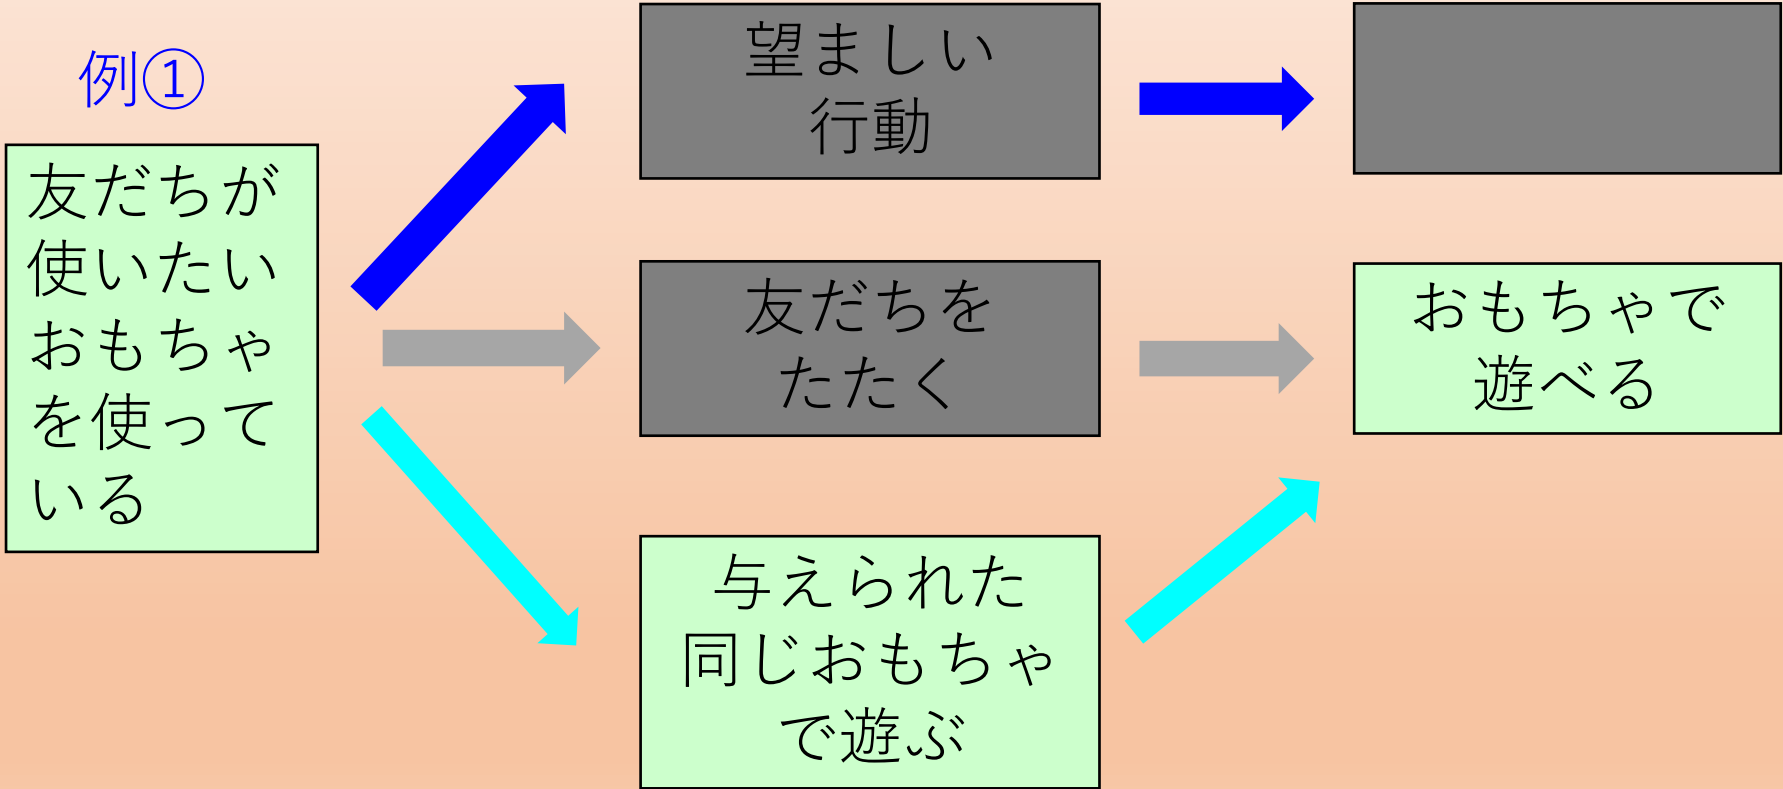 例①
友だちが
使いたい
おもちゃ
を使って
いる
望ましい
行動
友だちを
たたく
おもちゃで
遊べる
与えられた
同じおもちゃ
で遊ぶ